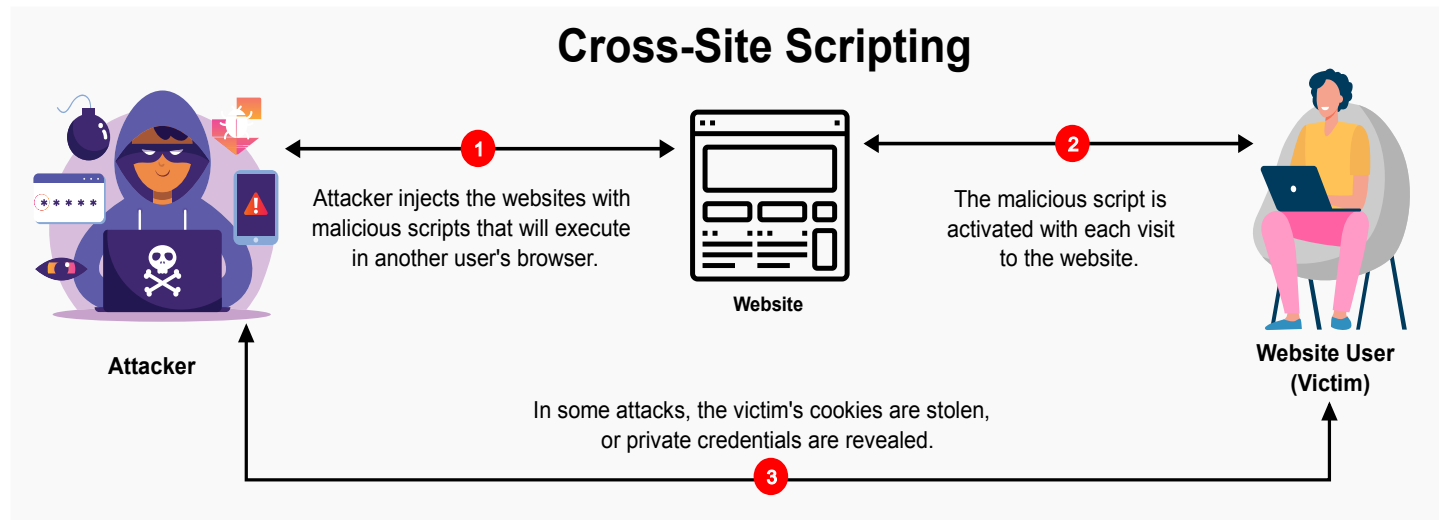 Cross-Site Scripting
1
Attacker injects the websites with
malicious scripts that will execute
in another user's browser.
Website
2
The malicious script is
activated with each visit
to the website.
*****
Attacker
Website User
(Victim)
In some attacks, the victim's cookies are stolen,
or private credentials are revealed.
3